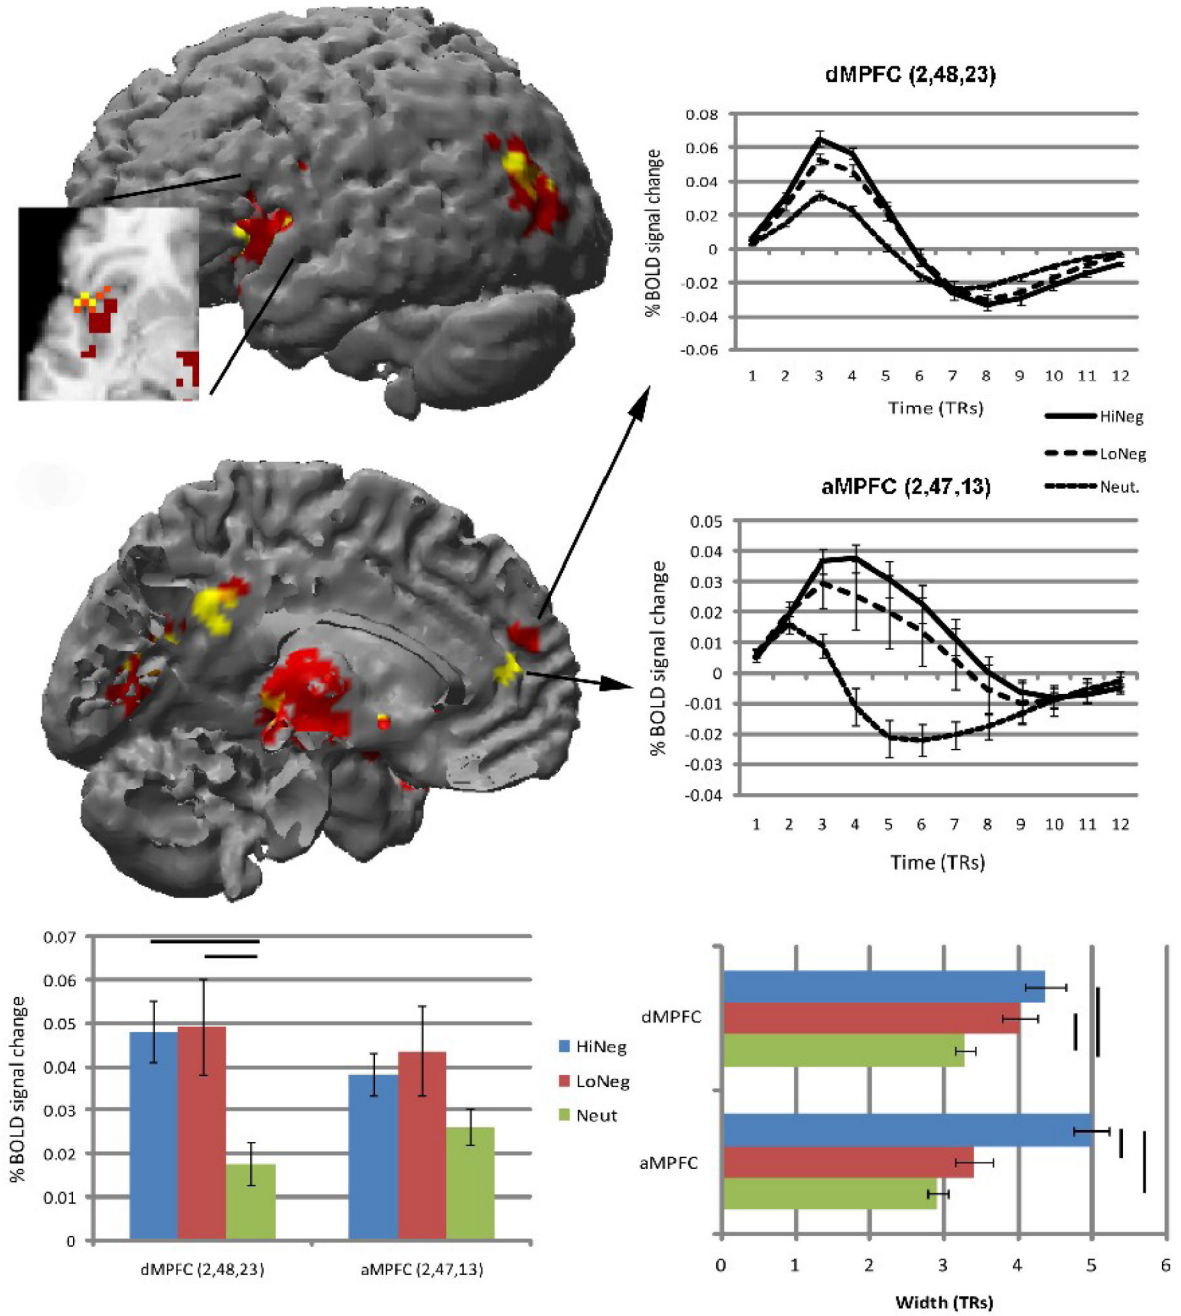 dMPFC (2,48,23)
0.08
0.06
0.04
0.02
0
-0.02
-0.04
-0.06
% BOLD signal change
1 2 3 4 5 6 7 8 9 10 11 12
Time (TRs)
HiNeg
LoNeg
Neut.
aMPFC (2,47,13)
0.05
0.04
0.03
0.02
0.01
0
-0.01
-0.02
-0.03
-0.04
% BOLD signal change
1 2 3 4 5 6 7 8 9 10 11 12
Time (TRs)
0.07
0.06
0.05
0.04
0.03
0.02
0.01
0
% BOLD signal change
dMPFC (2,48,23) aMPFC (2,47,13)
HiNeg
LoNeg
Neut
dMPFC
aMPFC
0 1 2 3 4 5 6
Width (TRs)